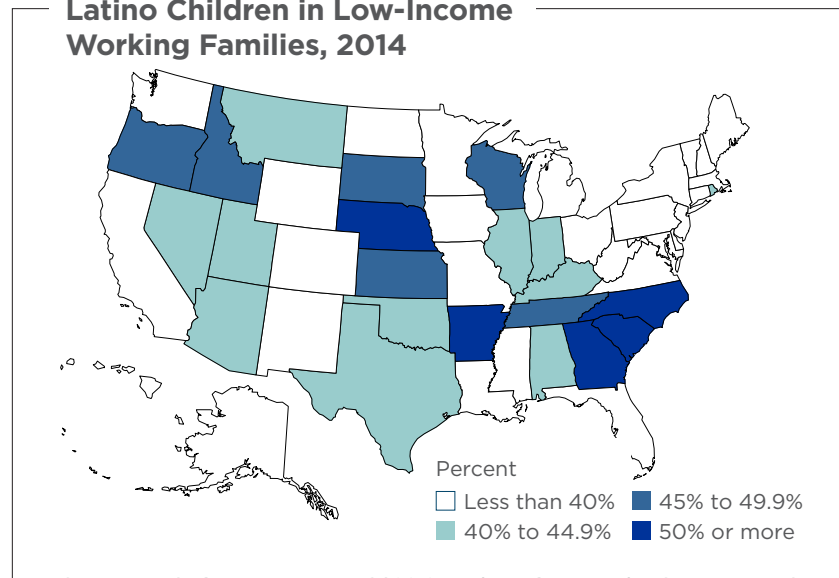 Latino Children in Low-Income
Working Families, 2014
Percent
Less than 40%
45% to 49.9%
40% to 44.9%
50% or more